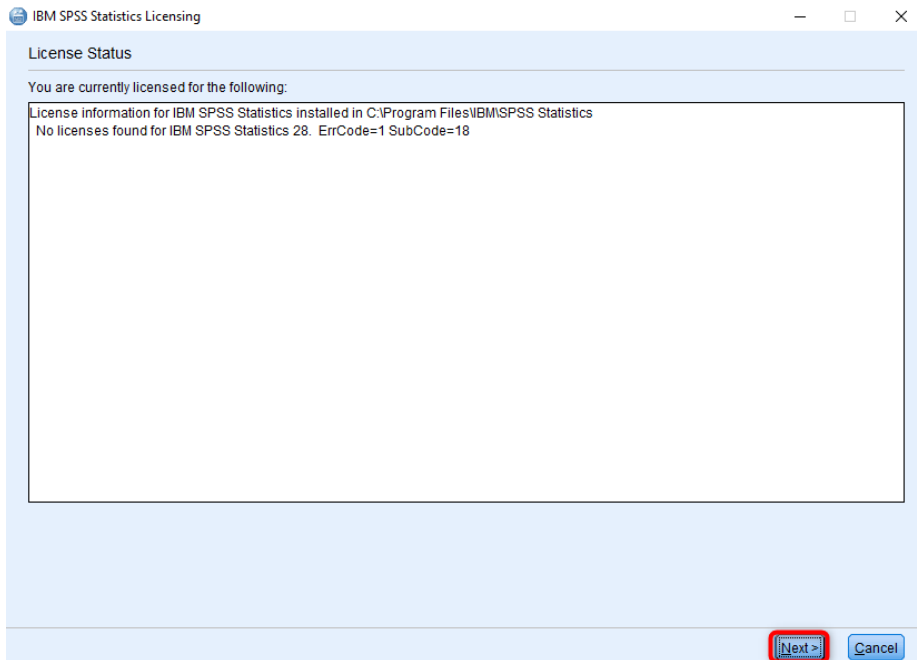 IBM SPSS Statistics Licensing
License Status
You are currently licensed for the following:
License information for IBM SPSS Statistics installed in C:\Program Files\IBM\SPSS Statistics
No licenses found for IBM SPSS Statistics 28. ErrCode=1 SubCode=18
Next >
Cancel